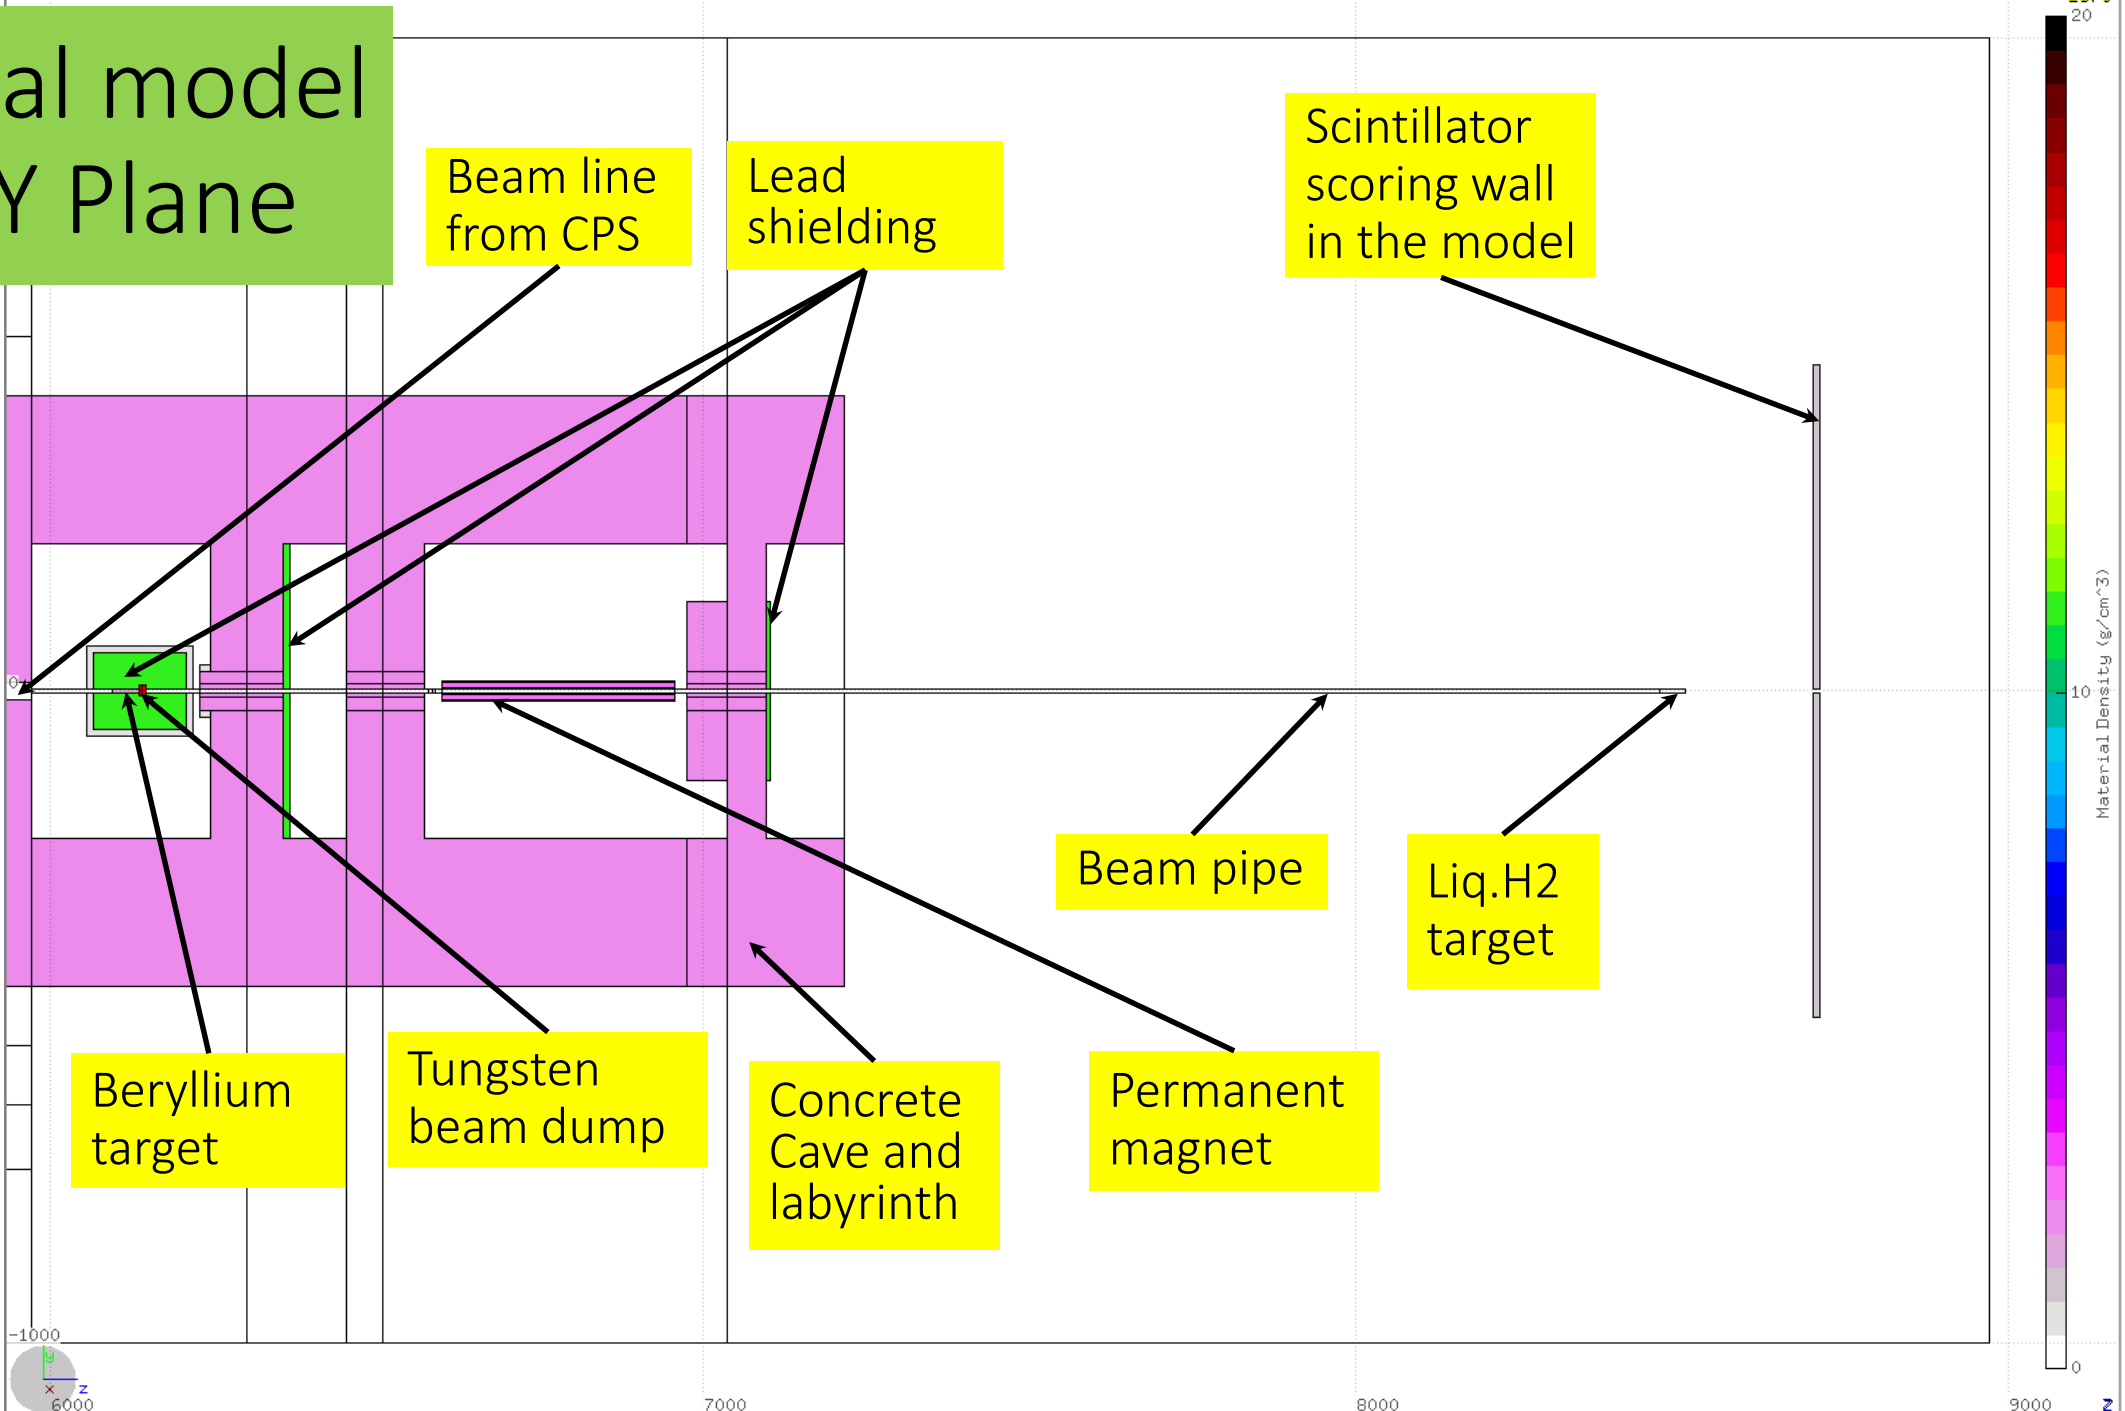 al model
Y Plane
Beam line
from CPS
Lead
shielding
Scintillator
scoring wall
in the model
Beam pipe
Liq.H2
target
Beryllium
target
Tungsten
beam dump
Concrete
Cave and
labyrinth
Permanent
magnet
0
-1000
6000
7000
8000
9000
y
x
z
z
20
10
0
Material Density (g/cm^3)